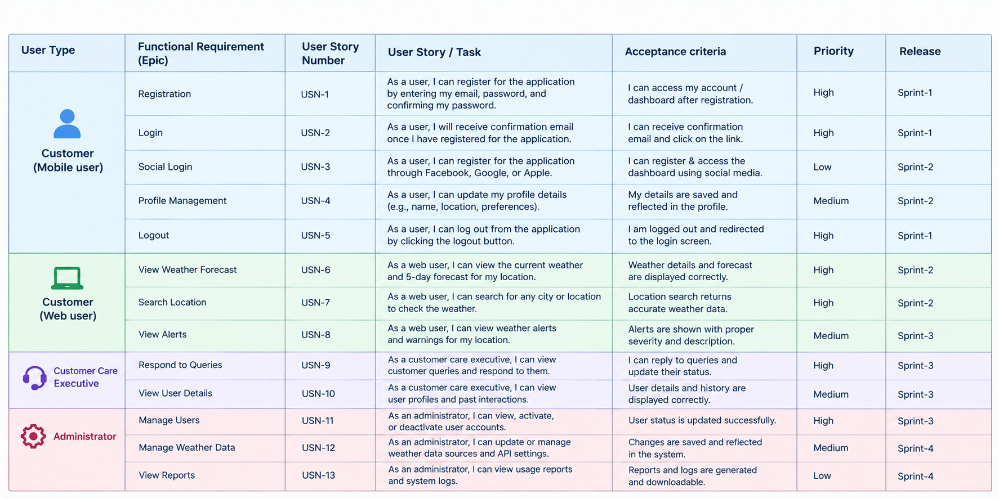 User Type
Functional Requirement
(Epic)
User Story
Number
User Story / Task
Acceptance criteria
Priority
Release
Customer
(Mobile user)
Registration
USN-1
As a user, I can register for the application
by entering my email, password, and
confirming my password.
I can access my account /
dashboard after registration.
High
Sprint-1
Login
USN-2
As a user, I will receive confirmation email
once I have registered for the application.
I can receive confirmation
email and click on the link.
High
Sprint-1
Social Login
USN-3
As a user, I can register for the application
through Facebook, Google, or Apple.
I can register & access the
dashboard using social media.
Low
Sprint-2
Profile Management
USN-4
As a user, I can update my profile details
(e.g., name, location, preferences).
My details are saved and
reflected in the profile.
Medium
Sprint-2
Logout
USN-5
As a user, I can log out from the application
by clicking the logout button.
I am logged out and redirected
to the login screen.
High
Sprint-1
Customer
(Web user)
View Weather Forecast
USN-6
As a web user, I can view the current weather
and 5-day forecast for my location.
Weather details and forecast
are displayed correctly.
High
Sprint-2
Search Location
USN-7
As a web user, I can search for any city or location
to check the weather.
Location search returns
accurate weather data.
High
Sprint-2
View Alerts
USN-8
As a web user, I can view weather alerts
and warnings for my location.
Alerts are shown with proper
severity and description.
Medium
Sprint-3
Customer Care
Executive
Respond to Queries
USN-9
As a customer care executive, I can view
customer queries and respond to them.
I can reply to queries and
update their status.
High
Sprint-3
View User Details
USN-10
As a customer care executive, I can view
user profiles and past interactions.
User details and history are
displayed correctly.
Medium
Sprint-3
Administrator
Manage Users
USN-11
As an administrator, I can view, activate,
or deactivate user accounts.
User status is updated successfully.
High
Sprint-3
Manage Weather Data
USN-12
As an administrator, I can update or manage
weather data sources and API settings.
Changes are saved and reflected
in the system.
Medium
Sprint-4
View Reports
USN-13
As an administrator, I can view usage reports
and system logs.
Reports and logs are generated
and downloadable.
Low
Sprint-4